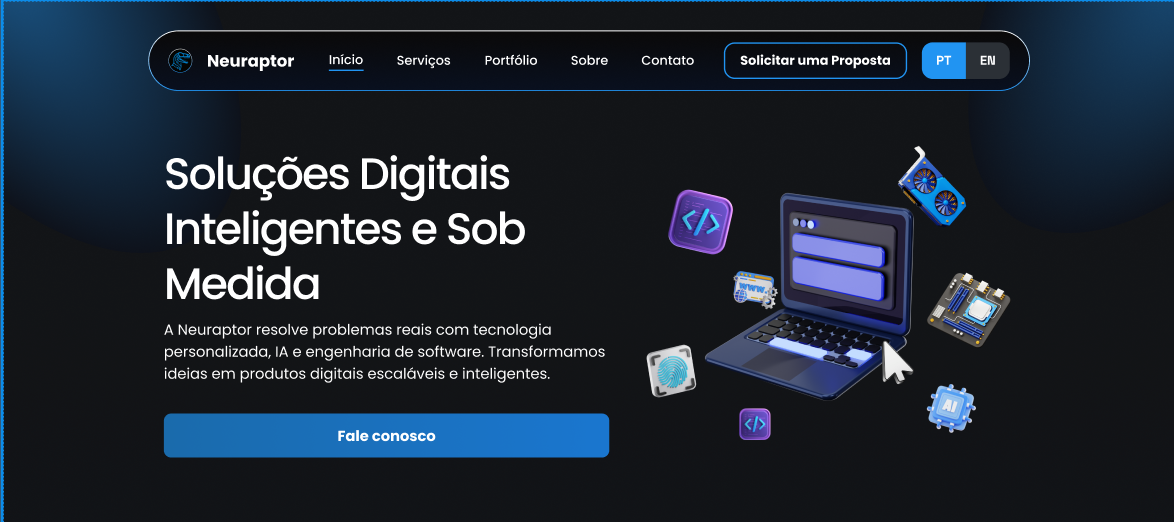 Neuraptor
Início
Serviços
Portfólio
Sobre
Contato
Solicitar uma Proposta
PT
EN
Soluções Digitais
Inteligentes e Sob
Medida
A Neuraptor resolve problemas reais com tecnologia
personalizada, IA e engenharia de software. Transformamos
ideias em produtos digitais escaláveis e inteligentes.
Fale conosco
</>
www.
AI
</>